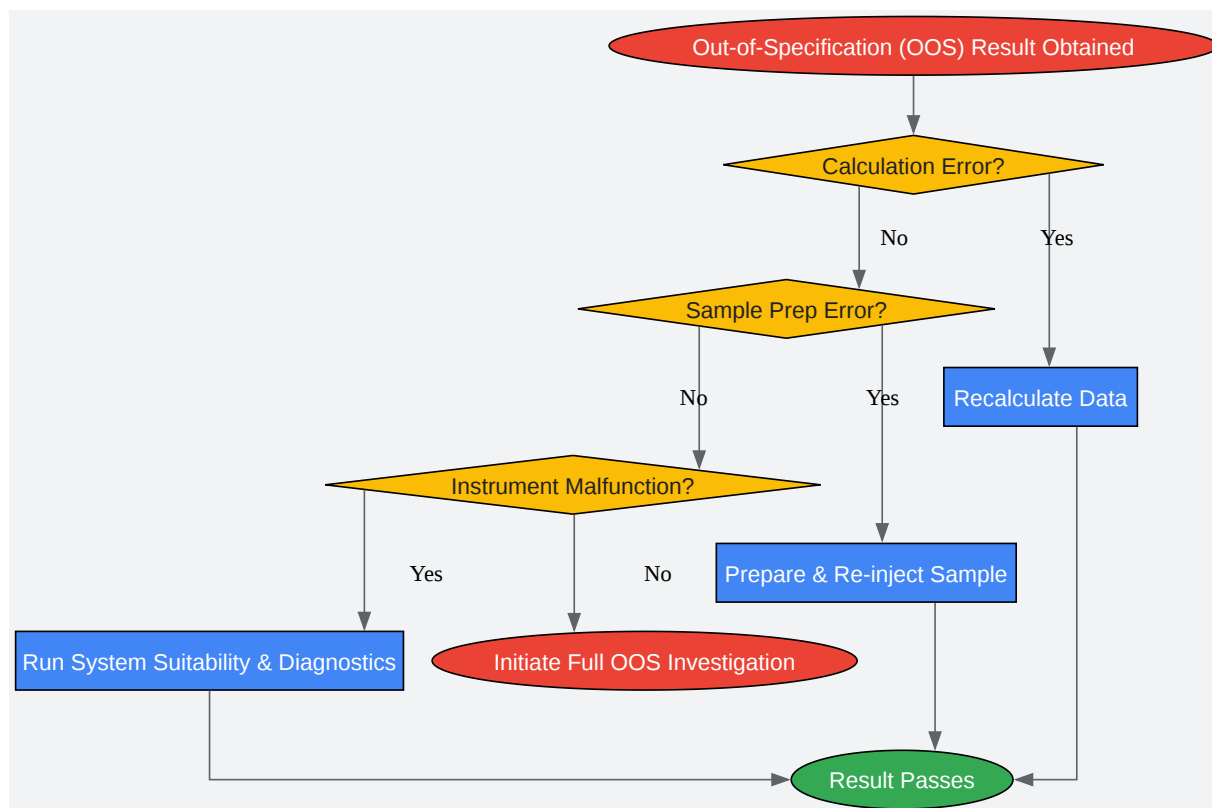 Out-of-Specification (OOS) Result Obtained
Calculation Error?
No
Yes
Sample Prep Error?
No
Yes
Recalculate Data
Instrument Malfunction?
Yes
No
Prepare & Re-inject Sample
Run System Suitability & Diagnostics
Initiate Full OOS Investigation
Result Passes